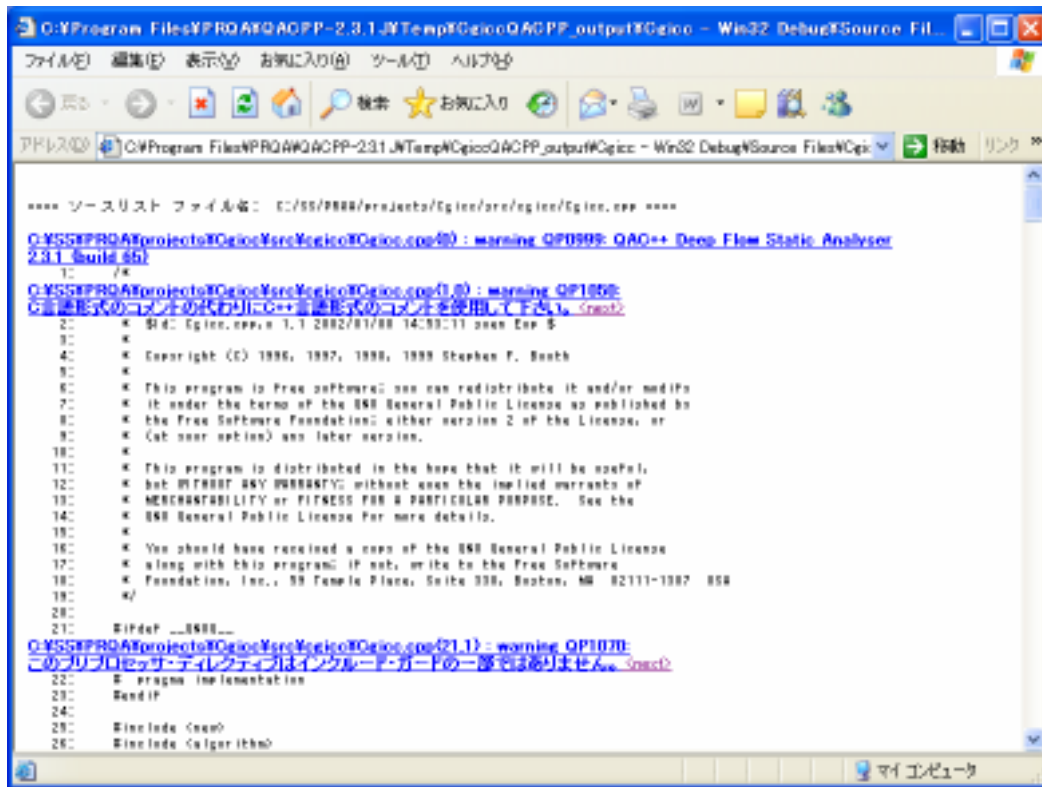 C:¥Program Files¥PRQA¥QACPP-2.3.1J¥Temp¥CgiccQACPP_output¥Cgicc - Win32 Debug¥Source Fil...
ファイル(F) 編集(E) 表示(V) お気に入り(A) ツール(T) ヘルプ(H)
戻る 検索 お気に入り
アドレス(D) C:¥Program Files¥PRQA¥QACPP-2.3.1J¥Temp¥CgiccQACPP_output¥Cgicc - Win32 Debug¥Source Files¥Cgic 移動 リンク »
**** ソースリスト ファイル名: C:/SS/PRQA/projects/Cgicc/src/cgicc/Cgicc.cpp ****
C:¥SS¥PRQA¥projects¥Cgicc¥src¥cgicc¥Cgicc.cpp(0) : warning QP0999: QAC++ Deep Flow Static Analyser
2.3.1 (build 65)
1: /*
C:¥SS¥PRQA¥projects¥Cgicc¥src¥cgicc¥Cgicc.cpp(1,0) : warning QP1050:
C言語形式のコメントの代わりにC++言語形式のコメントを使用して下さい。 <next>
2: * $Id: Cgicc.cpp,v 1.1 2002/01/08 Exp $
3: *
4: * Copyright (C) 1996, 1997, 1998, 1999 Stephen F. Booth
5: *
6: * This program is free software; you can redistribute it and/or modify
7: * it under the terms of the GNU General Public License as published by
8: * the Free Software Foundation; either version 2 of the License, or
9: * (at your option) any later version.
10: *
11: * This program is distributed in the hope that it will be useful,
12: * but WITHOUT ANY WARRANTY; without even the implied warranty of
13: * MERCHANTABILITY or FITNESS FOR A PARTICULAR PURPOSE. See the
14: * GNU General Public License for more details.
15: *
16: * You should have received a copy of the GNU General Public License
17: * along with this program; if not, write to the Free Software
18: * Foundation, Inc., 59 Temple Place, Suite 330, Boston, MA 02111-1307 USA
19: */
20:
21: #ifdef __GNUG__
C:¥SS¥PRQA¥projects¥Cgicc¥src¥cgicc¥Cgicc.cpp(21,1) : warning QP1070:
このプリプロセッサ・ディレクティブはインクルード・ガードの一部ではありません。 <next>
22: # pragma implementation
23: #endif
24:
25: #include <new>
26: #include <algorithm>
マイ コンピュータ